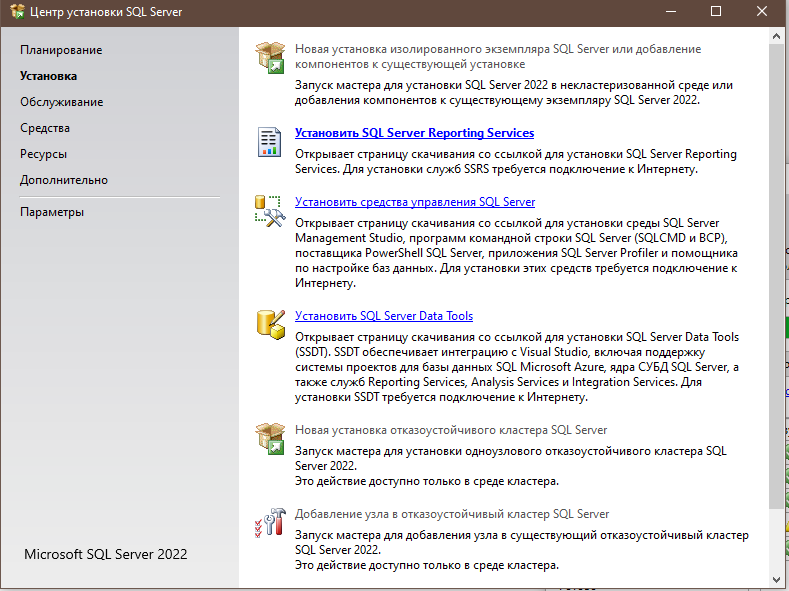 Центр установки SQL Server
Планирование
Установка
Обслуживание
Средства
Ресурсы
Дополнительно
Параметры
Microsoft SQL Server 2022
Новая установка изолированного экземпляра SQL Server или добавление
компонентов к существующей установке
Запуск мастера для установки SQL Server 2022 в некластеризованной среде или
добавления компонентов к существующему экземпляру SQL Server 2022.
Установить SQL Server Reporting Services
Открывает страницу скачивания со ссылкой для установки SQL Server Reporting
Services. Для установки служб SSRS требуется подключение к Интернету.
Установить средства управления SQL Server
Открывает страницу скачивания со ссылкой для установки среды SQL Server
Management Studio, программ командной строки SQL Server (SQLCMD и BCP),
поставщика PowerShell SQL Server, приложения SQL Server Profiler и помощника
по настройке баз данных. Для установки этих средств требуется подключение к
Интернету.
Установить SQL Server Data Tools
Открывает страницу скачивания со ссылкой для установки SQL Server Data Tools
(SSDT). SSDT обеспечивает интеграцию с Visual Studio, включая поддержку
системы проектов для базы данных SQL Microsoft Azure, ядра СУБД SQL Server, а
также служб Reporting Services, Analysis Services и Integration Services. Для
установки SSDT требуется подключение к Интернету.
Новая установка отказоустойчивого кластера SQL Server
Запуск мастера для установки одноузлового отказоустойчивого кластера SQL
Server 2022.
Это действие доступно только в среде кластера.
Добавление узла в отказоустойчивый кластер SQL Server
Запуск мастера для добавления узла в существующий отказоустойчивый кластер
SQL Server 2022.
Это действие доступно только в среде кластера.